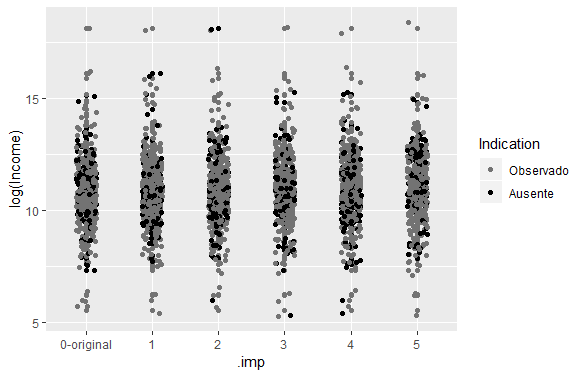 log(Income)
15
10
5
0-original 1 2 3 4 5
.imp
Indication
Observado
Ausente